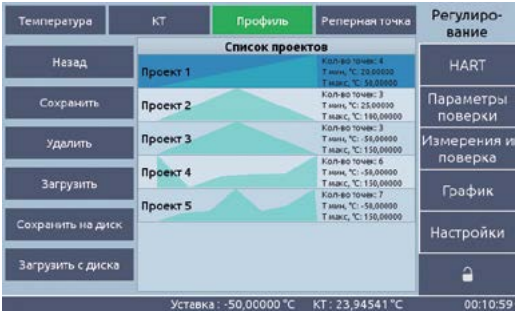 Температура
КТ
Профиль
Реперная точка
Регулиро-
вание
Назад
Сохранить
Удалить
Загрузить
Сохранить на диск
Загрузить с диска
Список проектов
Проект 1
Кол-во точек: 4
Т мин, °C: 20,00000
Т макс, °C: 50,00000
Проект 2
Кол-во точек: 3
Т мин, °C: 25,00000
Т макс, °C: 100,00000
Проект 3
Кол-во точек: 3
Т мин, °C: -50,00000
Т макс, °C: 150,00000
Проект 4
Кол-во точек: 6
Т мин, °C: -50,00000
Т макс, °C: 150,00000
Проект 5
Кол-во точек: 7
Т мин, °C: -50,00000
Т макс, °C: 150,00000
HART
Параметры
поверки
Измерения и
поверка
График
Настройки
Уставка : -50,00000 °C
КТ : 23,94541 °C
00:10:59